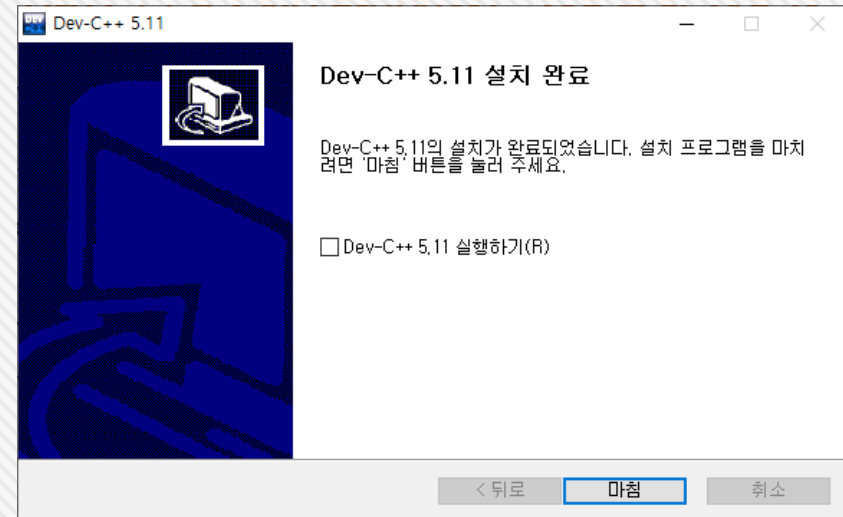 Dev-C++ 5.11
Dev-C++ 5.11 설치 완료
Dev-C++ 5.11의 설치가 완료되었습니다. 설치 프로그램을 마치
려면 '마침' 버튼을 눌러 주세요.
Dev-C++ 5.11 실행하기(R)
< 뒤로 마침 취소